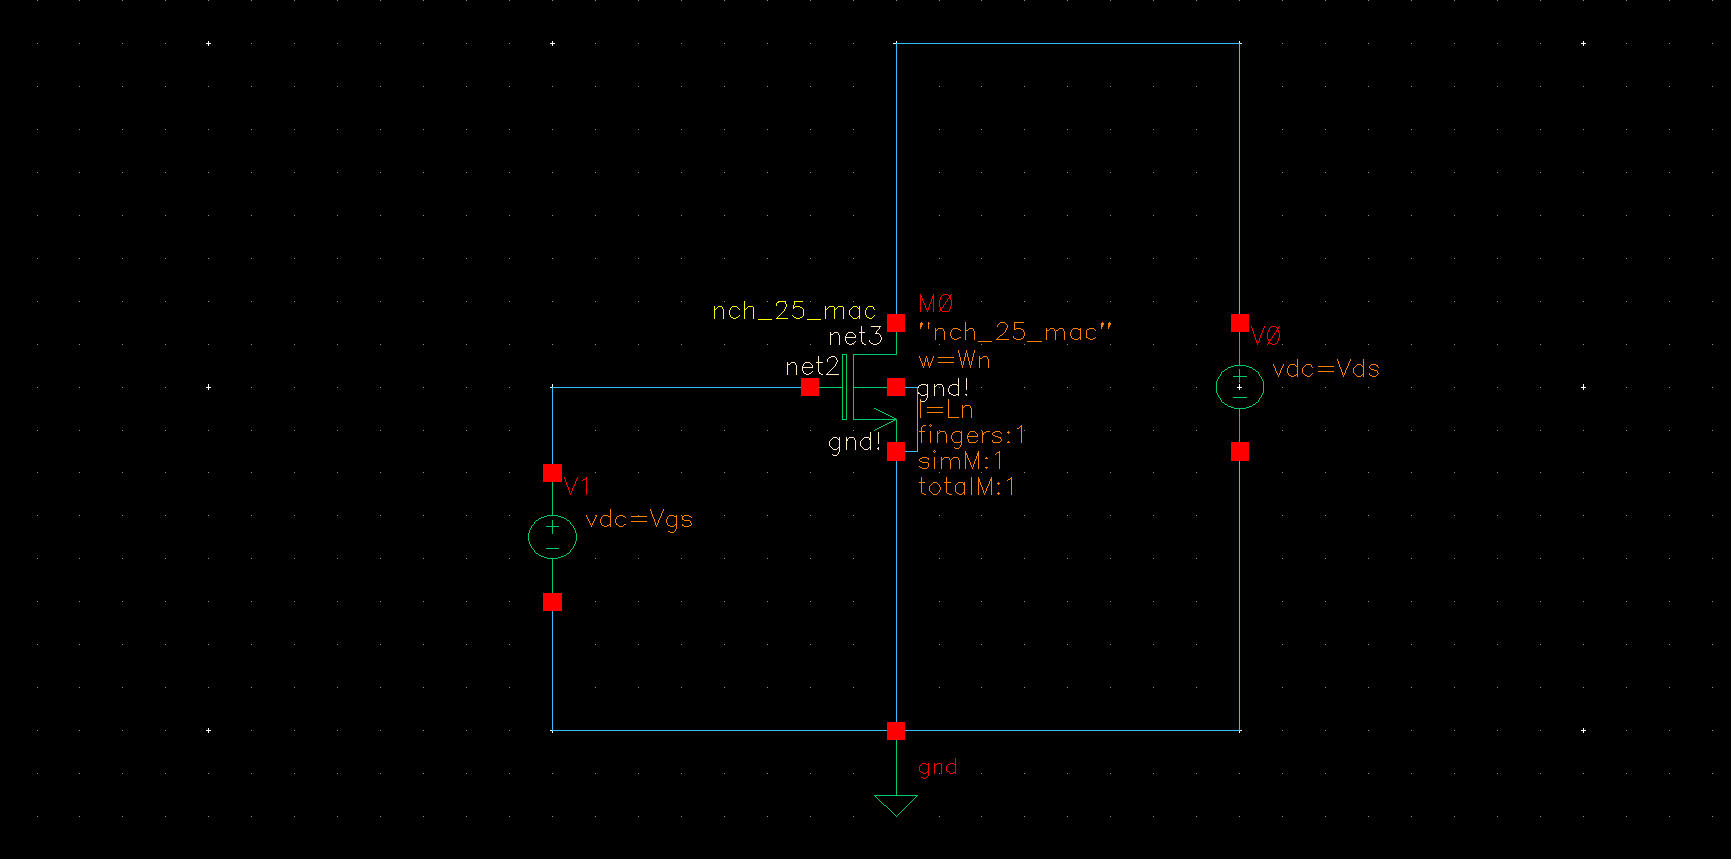 M0
nch_25_mac
"nch_25_mac"
net3
V0
w=Wn
net2
vdc=Vds
gnd!
l=Ln
fingers:1
gnd!
simM:1
totalM:1
V1
vdc=Vgs
gnd